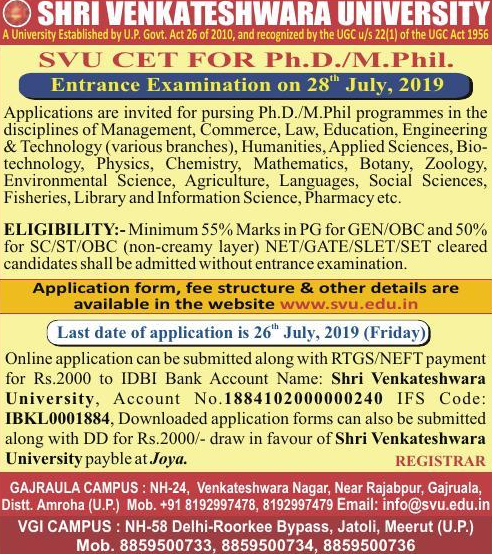 SHRI VENKATESHWARA UNIVERSITY
A University Established by U.P. Govt. Act 26 of 2010, and recognized by the UGC u/s 22(1) of the UGC Act 1956
SVU CET FOR Ph.D./M.Phil.
Entrance Examination on 28th July, 2019
Applications are invited for pursing Ph.D./M.Phil programmes in the
disciplines of Management, Commerce, Law, Education, Engineering
& Technology (various branches), Humanities, Applied Sciences, Bio-
technology, Physics, Chemistry, Mathematics, Botany, Zoology,
Environmental Science, Agriculture, Languages, Social Sciences,
Fisheries, Library and Information Science, Pharmacy etc.
ELIGIBILITY:- Minimum 55% Marks in PG for GEN/OBC and 50%
for SC/ST/OBC (non-creamy layer) NET/GATE/SLET/SET cleared
candidates shall be admitted without entrance examination.
Application form, fee structure & other details are
available in the website www.svu.edu.in
Last date of application is 26th July, 2019 (Friday)
Online application can be submitted along with RTGS/NEFT payment
for Rs.2000 to IDBI Bank Account Name: Shri Venkateshwara
University, Account No.1884102000000240 IFS Code:
IBKL0001884, Downloaded application forms can also be submitted
along with DD for Rs.2000/- draw in favour of Shri Venkateshwara
University payble at Joya.
REGISTRAR
GAJRAULA CAMPUS : NH-24, Venkateshwara Nagar, Near Rajabpur, Gajruala,
Distt. Amroha (U.P.) Mob. +91 8192997478, 8192997479 Email: info@svu.edu.in
VGI CAMPUS : NH-58 Delhi-Roorkee Bypass, Jatoli, Meerut (U.P.)
Mob. 8859500733, 8859500734, 8859500736